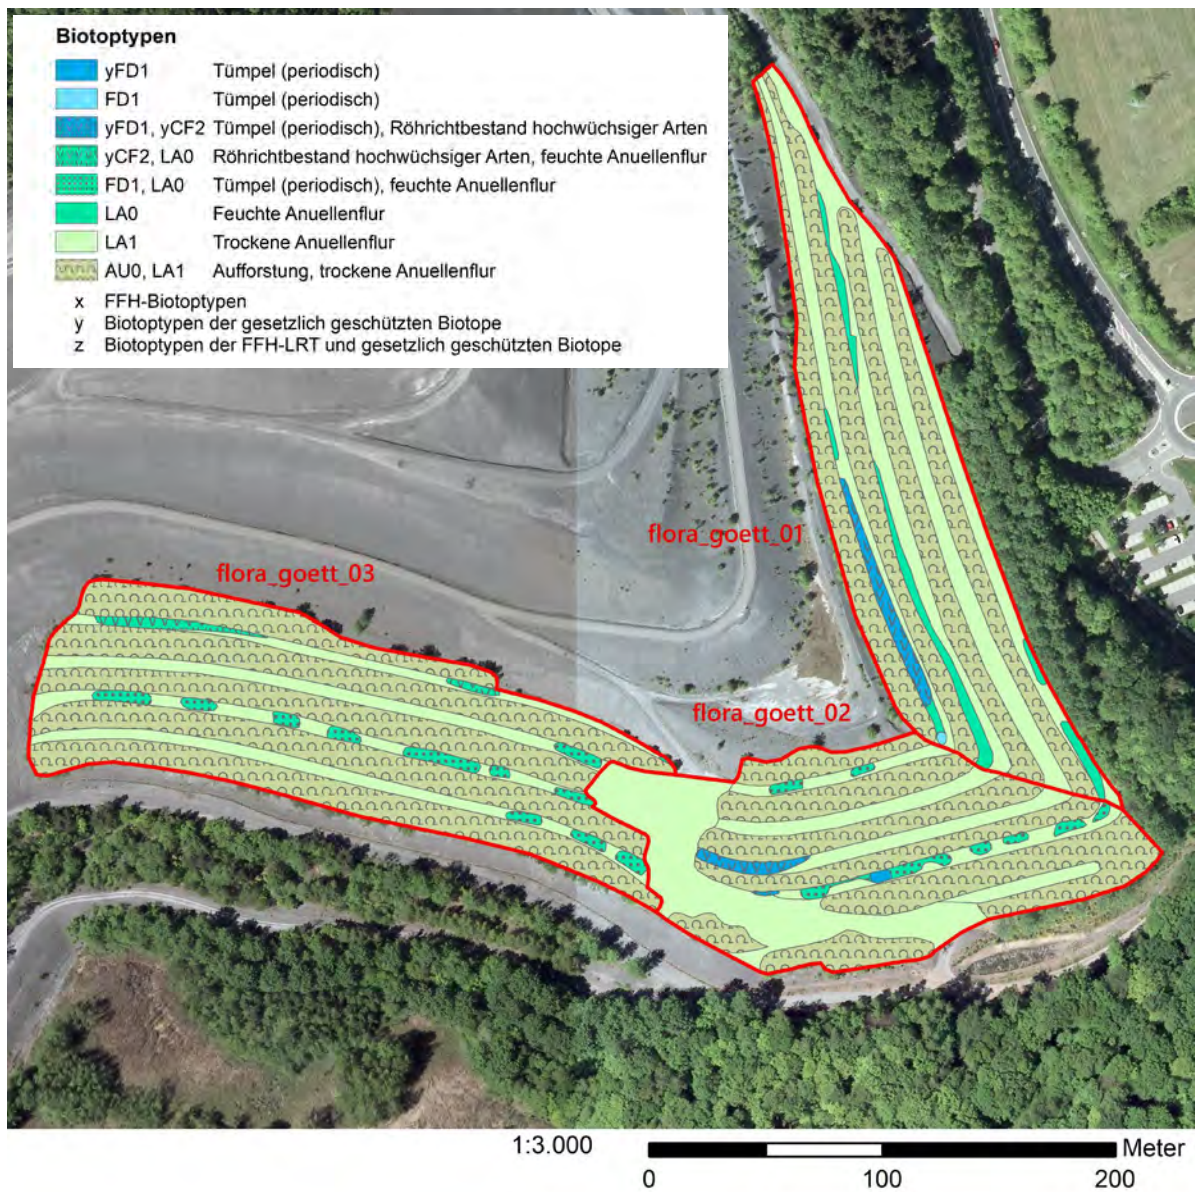 Biotoptypen
yFD1 Tümpel (periodisch)
FD1 Tümpel (periodisch)
yFD1, yCF2 Tümpel (periodisch), Röhrichtbestand hochwüchsiger Arten
yCF2, LA0 Röhrichtbestand hochwüchsiger Arten, feuchte Anuellenflur
FD1, LA0 Tümpel (periodisch), feuchte Anuellenflur
LA0 Feuchte Anuellenflur
LA1 Trockene Anuellenflur
AU0, LA1 Aufforstung, trockene Anuellenflur
x FFH-Biotoptypen
y Biotoptypen der gesetzlich geschützten Biotope
z Biotoptypen der FFH-LRT und gesetzlich geschützten Biotope
flora_goett_01
flora_goett_03
flora_goett_02
1:3.000
Meter
0 100 200